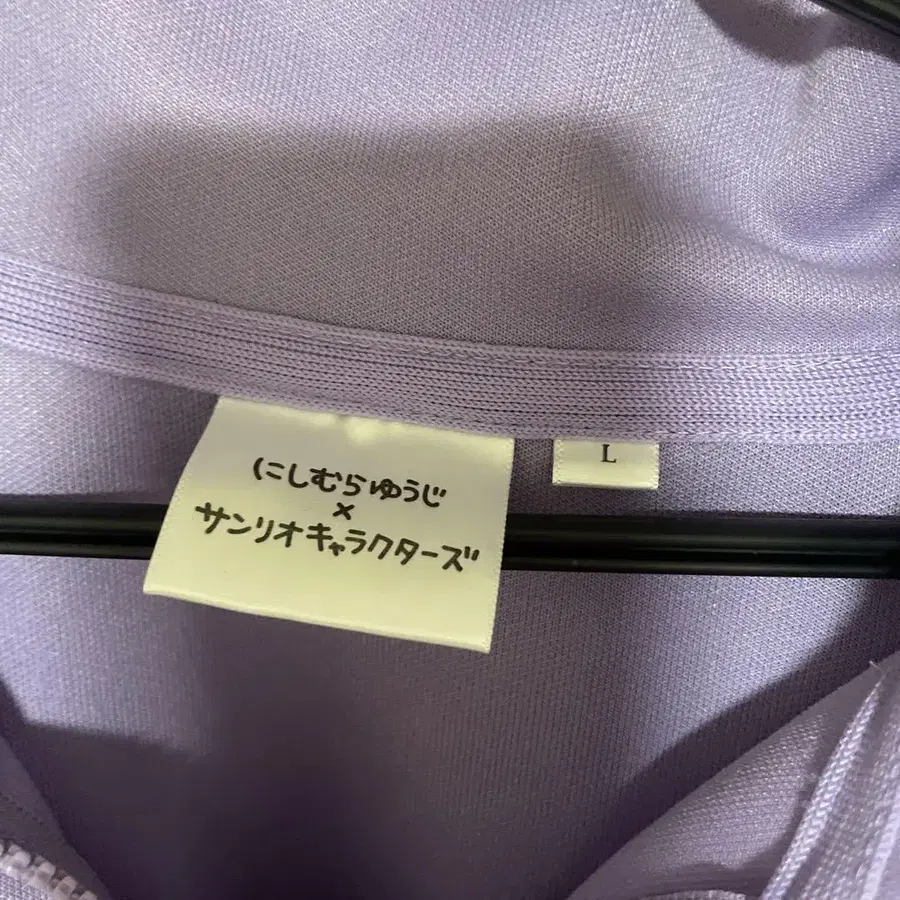 にしむらゆうじ
×
サンリオキャラクターズ
L